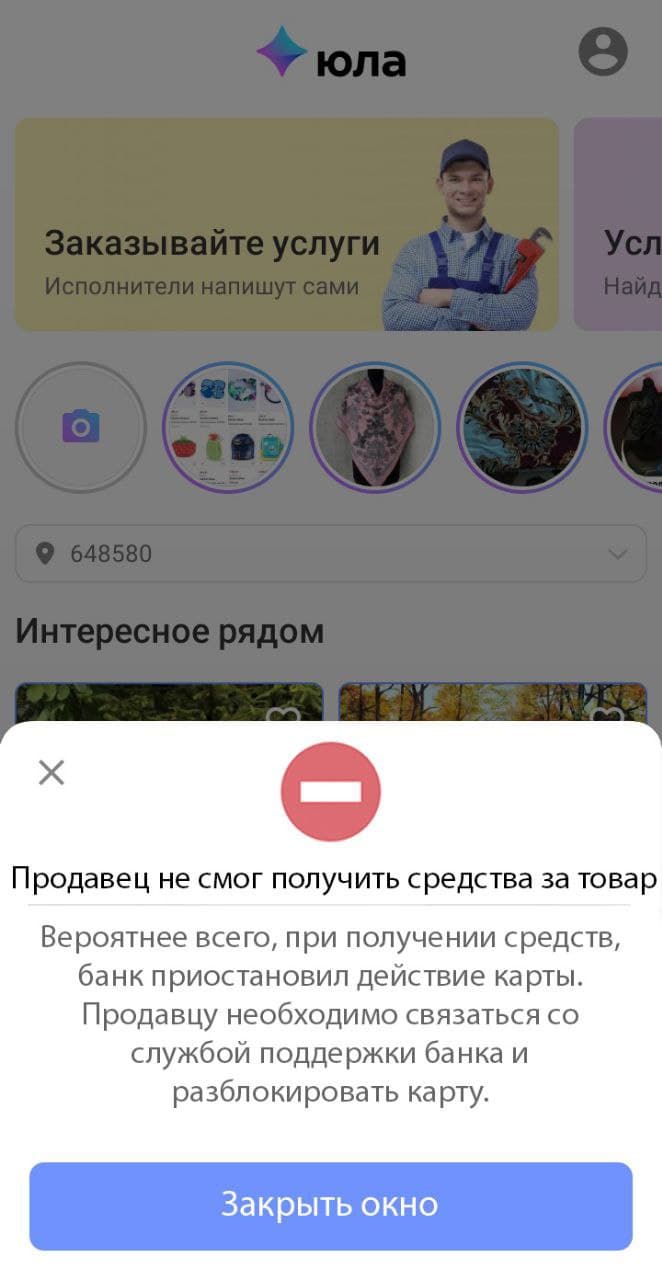 юла
Заказывайте услуги
Исполнители напишут сами
Усл
Найд
648580
Интересное рядом
Продавец не смог получить средства за товар
Вероятнее всего, при получении средств,
банк приостановил действие карты.
Продавцу необходимо связаться со
службой поддержки банка и
разблокировать карту.
Закрыть окно